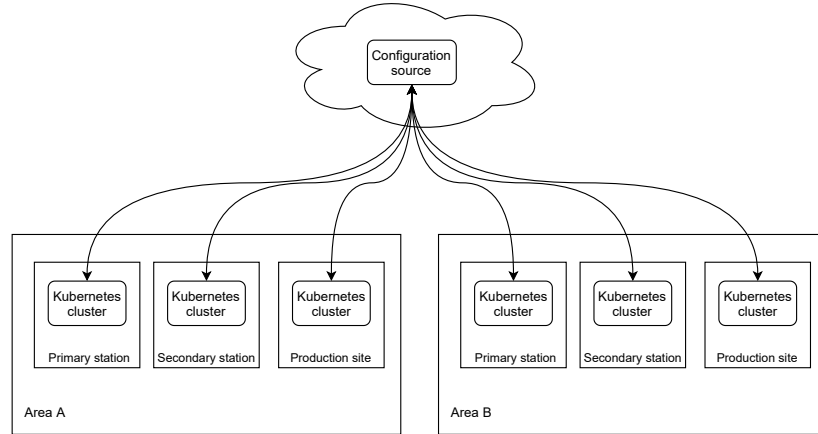 Configuration
source
Kubernetes
cluster
Primary station
Kubernetes
cluster
Secondary station
Kubernetes
cluster
Production site
Area A
Kubernetes
cluster
Primary station
Kubernetes
cluster
Secondary station
Kubernetes
cluster
Production site
Area B